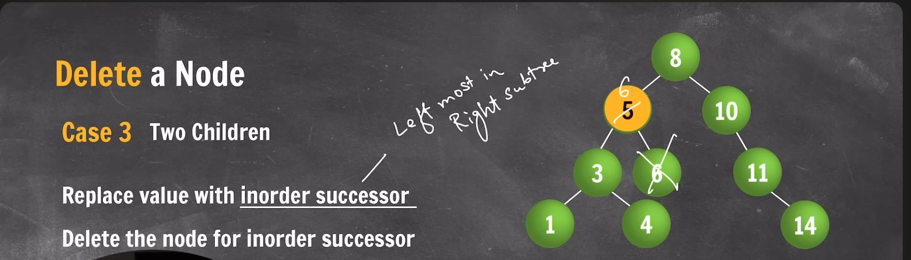 Delete a Node
Case 3 Two Children
Left most in
Right subtree
Replace value with inorder successor
Delete the node for inorder successor
8
6
5
10
3
6
11
1
4
14